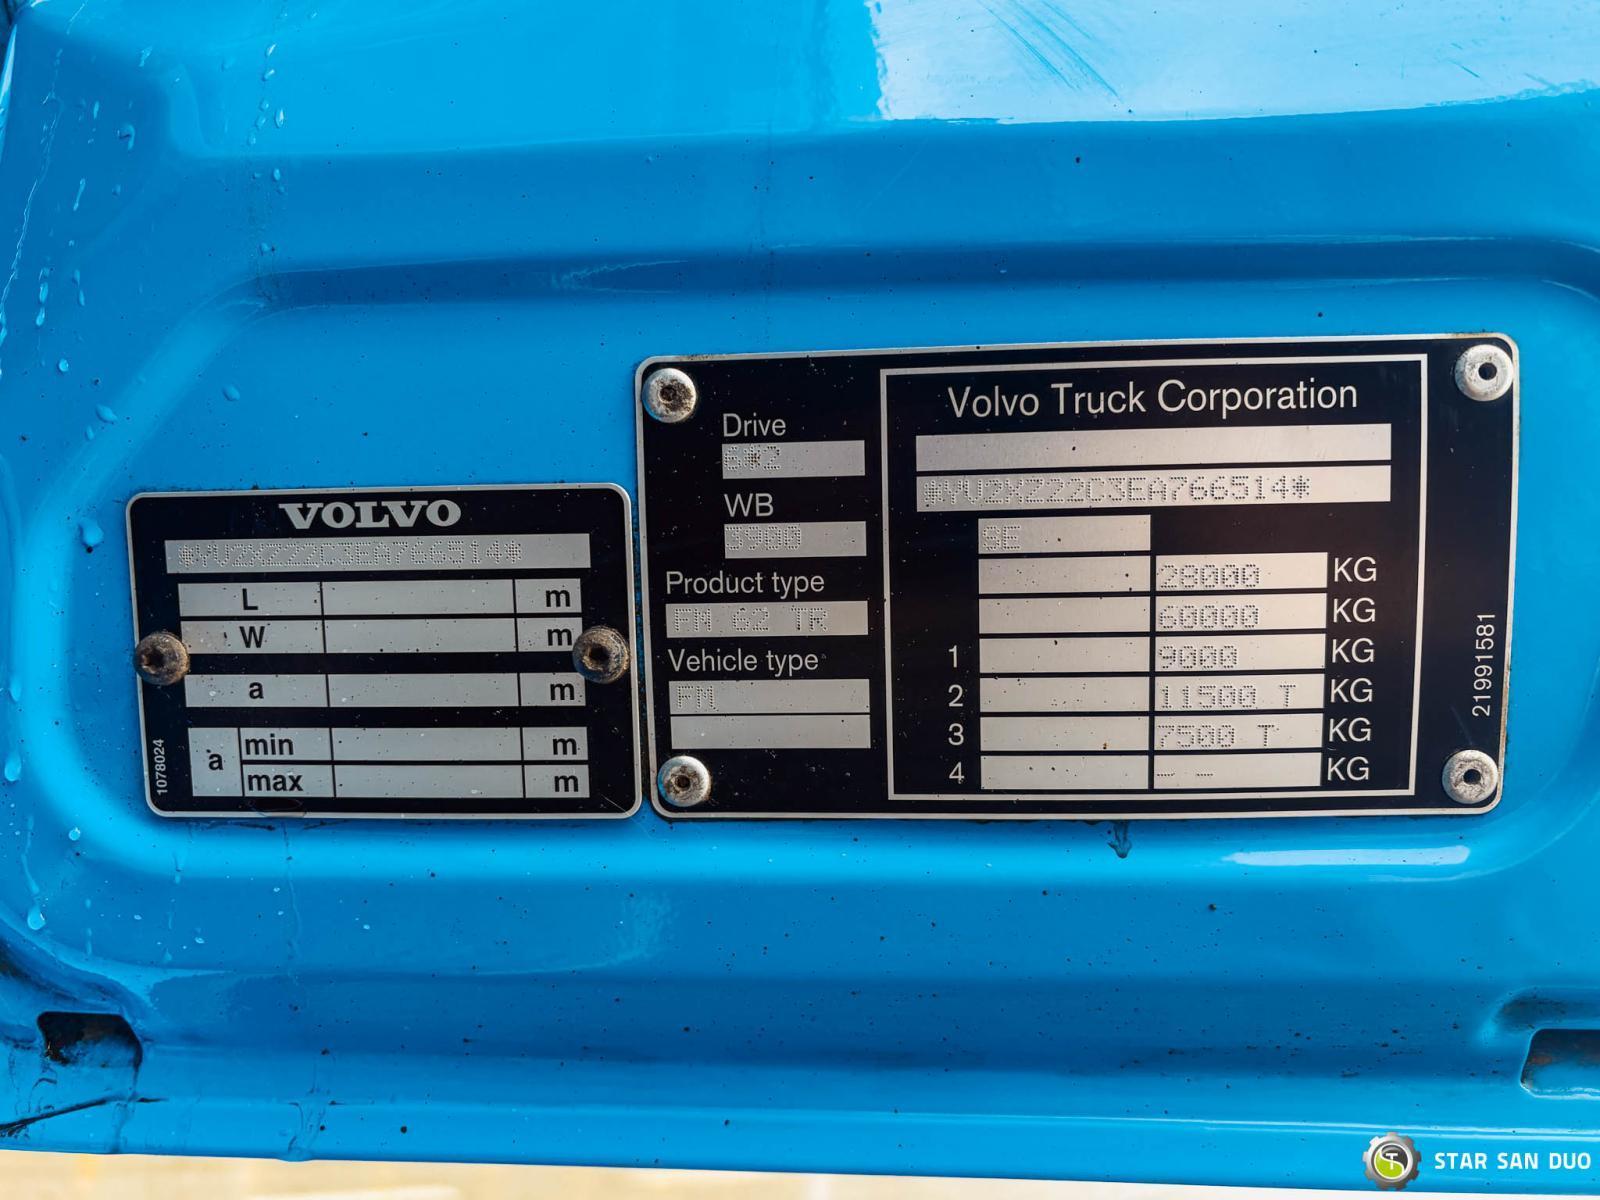 VOLVO
*YV2XZ22C3EA766514*
L m
W m
a m
a min m
max m
1078024
Drive
6*2
WB
3900
Product type
FM 62 TR
Vehicle type
FM
Volvo Truck Corporation
*YV2XZ22C3EA766514*
SE
28000 KG
60000 KG
1 9000 KG
2 11500 T KG
3 7500 T KG
4 -- KG
21991581
STAR SAN DUO